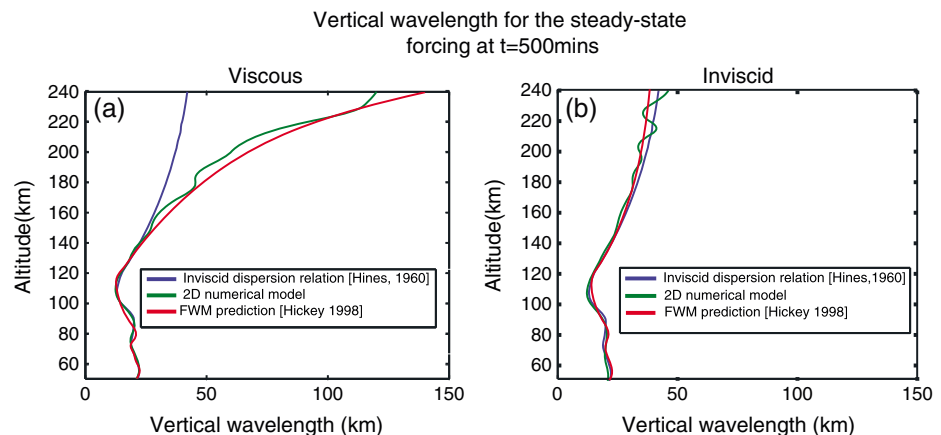 Vertical wavelength for the steady-state
forcing at t=500mins
Viscous
(a)
Altitude(km)
240
220
200
180
160
140
120
100
80
60
Inviscid dispersion relation [Hines, 1960]
2D numerical model
FWM prediction [Hickey 1998]
0
50
100
150
Vertical wavelength (km)
Inviscid
(b)
Altitude(km)
240
220
200
180
160
140
120
100
80
60
Inviscid dispersion relation [Hines,1960]
2D numerical model
FWM prediction [Hickey 1998]
0
50
100
150
Vertical wavelength (km)